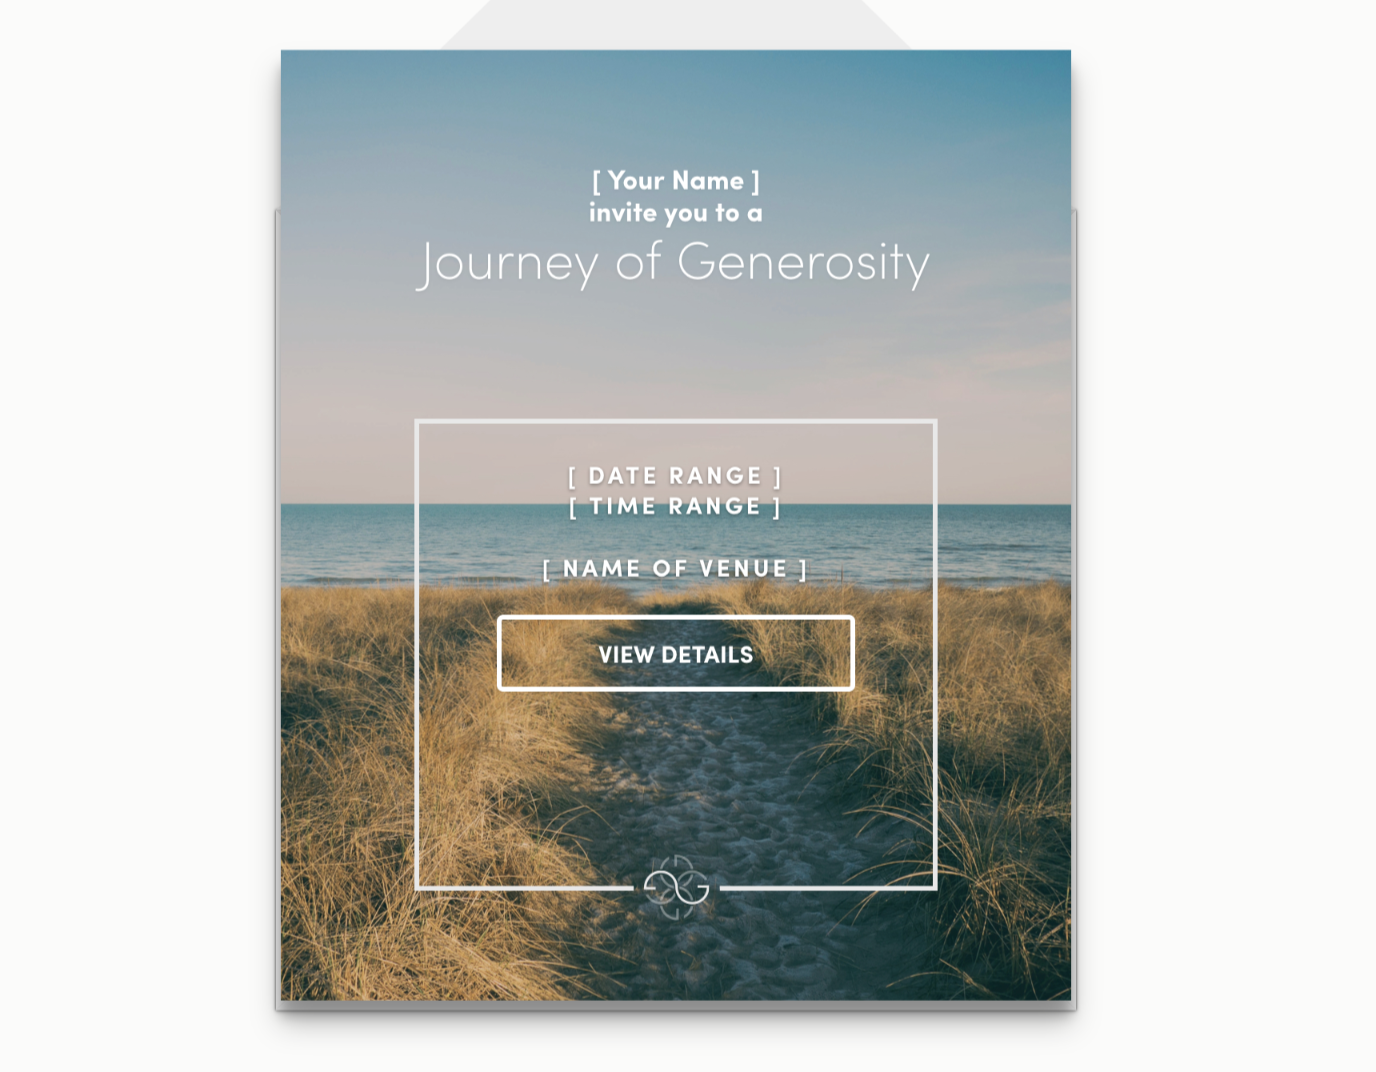 [ Your Name ]
invite you to a
Journey of Generosity
[ DATE RANGE ]
[ TIME RANGE ]
[ NAME OF VENUE ]
VIEW DETAILS